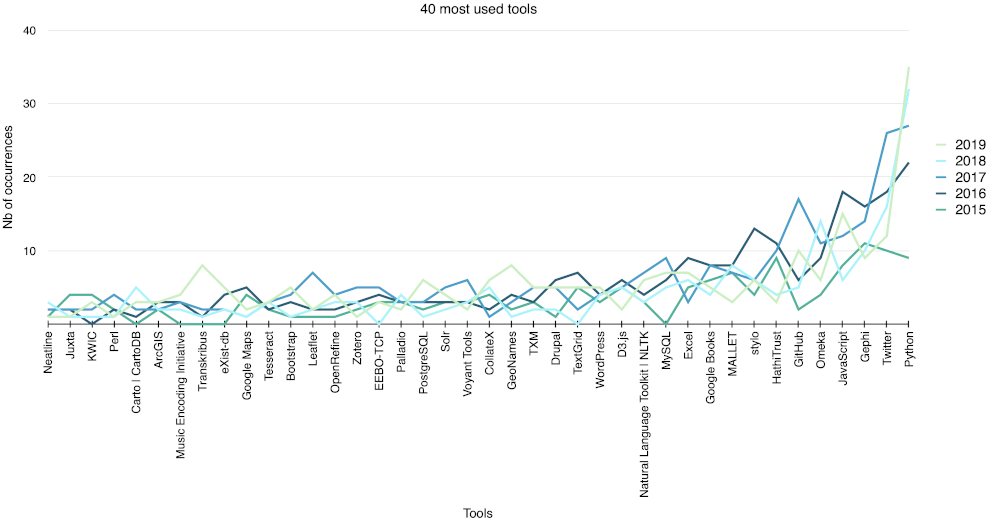 40 most used tools
40
30
20
10
Nb of occurrences
2019
2018
2017
2016
2015
Neatline
Juxta
KWIC
Perl
Carto | CartoDB
ArcGIS
Music Encoding Initiative
Transkribus
eXist-db
Google Maps
Tesseract
Bootstrap
Leaflet
OpenRefine
Zotero
EEBO-TCP
Palladio
PostgreSQL
Solr
Voyant Tools
CollateX
GeoNames
TXM
Drupal
TextGrid
WordPress
D3.js
Natural Language Toolkit | NLTK
MySQL
Excel
Google Books
MALLET
stylo
HathiTrust
GitHub
Omeka
JavaScript
Gephi
Twitter
Python
Tools